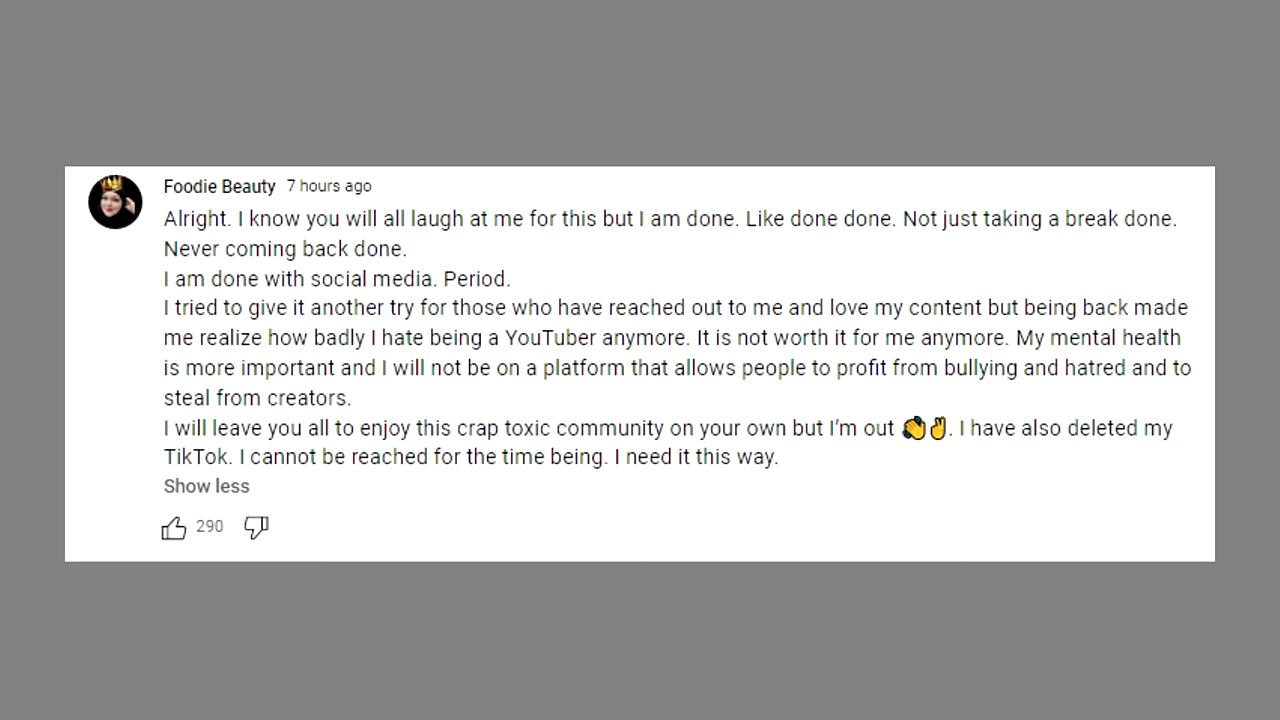 Foodie Beauty 7 hours ago
Alright. I know you will all laugh at me for this but I am done. Like done done. Not just taking a break done.
Never coming back done.
I am done with social media. Period.
I tried to give it another try for those who have reached out to me and love my content but being back made
me realize how badly I hate being a YouTuber anymore. It is not worth it for me anymore. My mental health
is more important and I will not be on a platform that allows people to profit from bullying and hatred and to
steal from creators.
I will leave you all to enjoy this crap toxic community on your own but I'm out 👏✌️. I have also deleted my
TikTok. I cannot be reached for the time being. I need it this way.
Show less
290